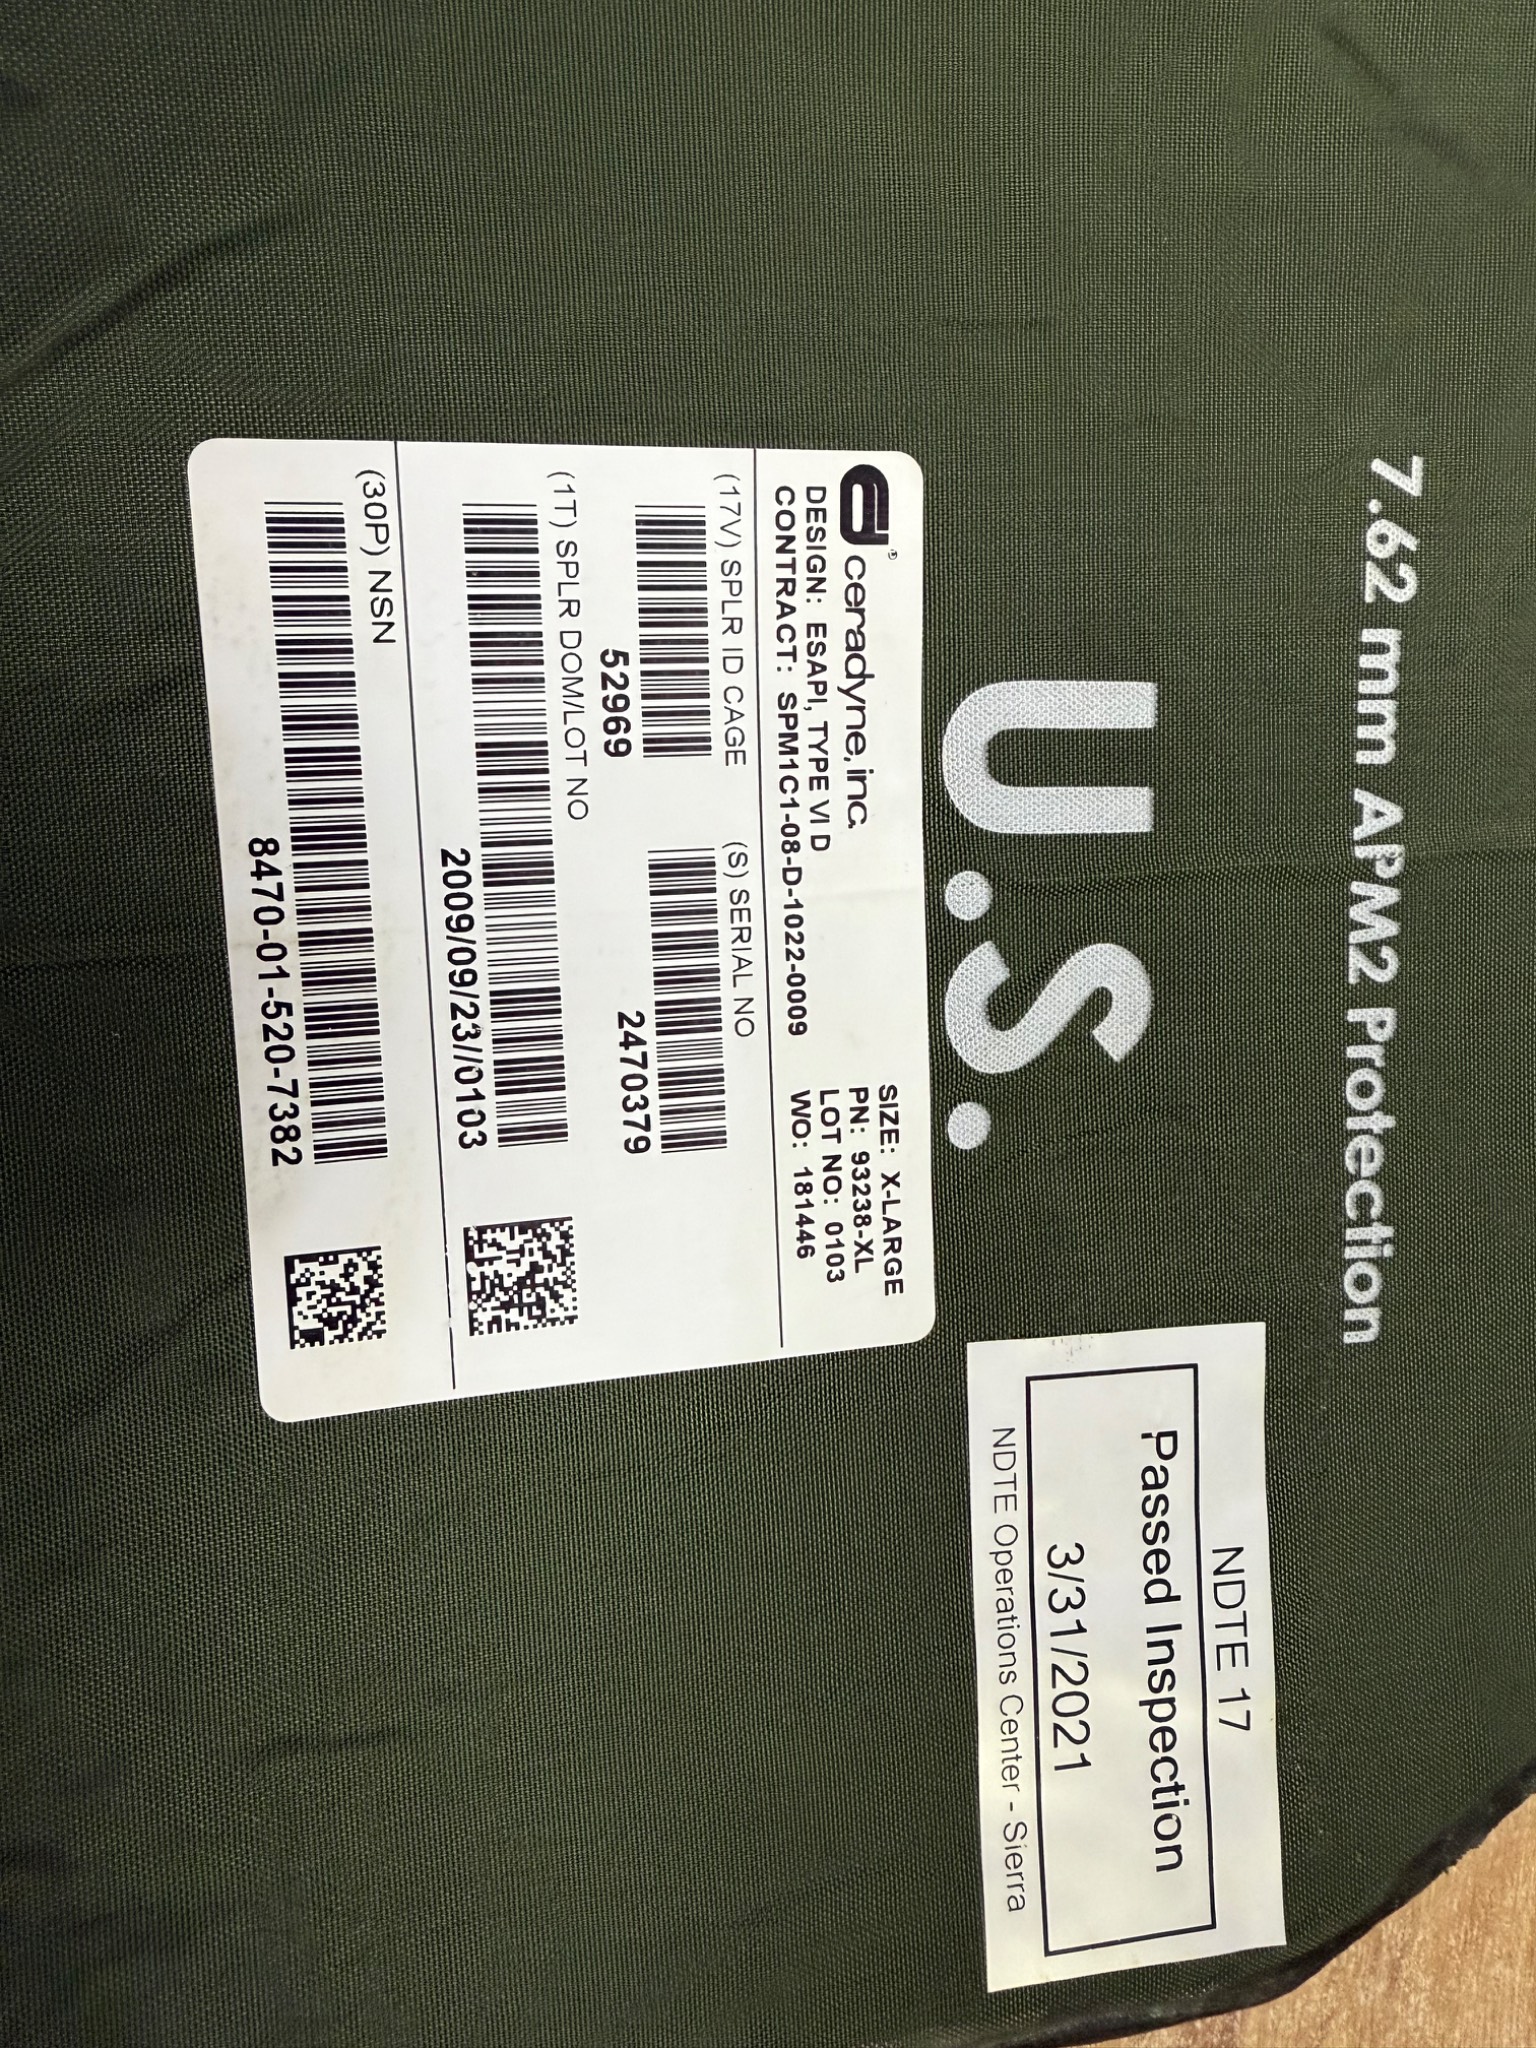 7.62 mm APM2 Protection
U.S.
ceradyne, inc.
DESIGN: ESAPI, TYPE VI D
CONTRACT: SPM1C1-08-D-1022-0009
SIZE: X-LARGE
PN: 93238-XL
LOT NO: 0103
WO: 181446
(17V) SPLR ID CAGE
52969
(S) SERIAL NO
2470379
(1T) SPLR DOM/LOT NO
2009/09/23//0103
(30P) NSN
8470-01-520-7382
NDTE 17
Passed Inspection
3/31/2021
NDTE Operations Center - Sierra